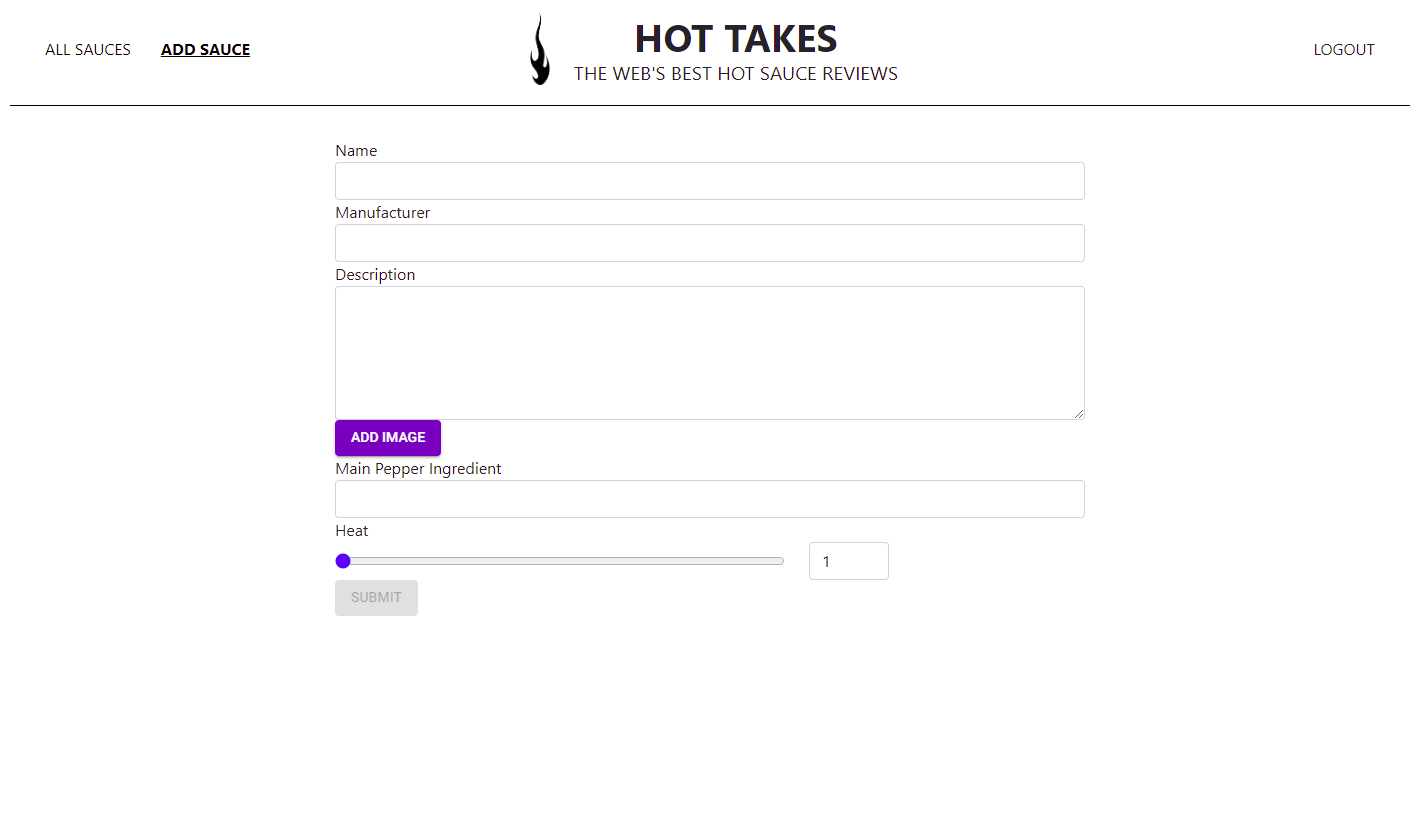 ALL SAUCES
ADD SAUCE
HOT TAKES
THE WEB'S BEST HOT SAUCE REVIEWS
LOGOUT
Name
Manufacturer
Description
ADD IMAGE
Main Pepper Ingredient
Heat
1
SUBMIT